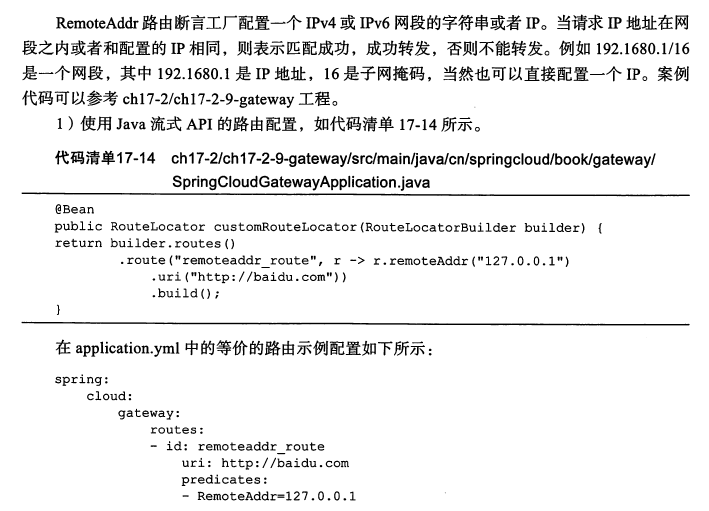 RemoteAddr 路由断言工厂配置一个 IPv4 或 IPv6 网段的字符串或者 IP。当请求 IP 地址在网
段之内或者和配置的 IP 相同，则表示匹配成功，成功转发，否则不能转发。例如 192.1680.1/16
是一个网段，其中 192.1680.1 是 IP 地址，16 是子网掩码，当然也可以直接配置一个 IP。案例
代码可以参考 ch17-2/ch17-2-9-gateway 工程。
1）使用 Java 流式 API 的路由配置，如代码清单 17-14 所示。
代码清单17-14 ch17-2/ch17-2-9-gateway/src/main/java/cn/springcloud/book/gateway/
SpringCloudGatewayApplication.java
@Bean
public RouteLocator customRouteLocator(RouteLocatorBuilder builder) {
return builder.routes()
.route("remoteaddr_route", r -> r.remoteAddr("127.0.0.1")
.uri("http://baidu.com"))
.build();
}
在 application.yml 中的等价的路由示例配置如下所示：
spring:
cloud:
gateway:
routes:
- id: remoteaddr_route
uri: http://baidu.com
predicates:
- RemoteAddr=127.0.0.1